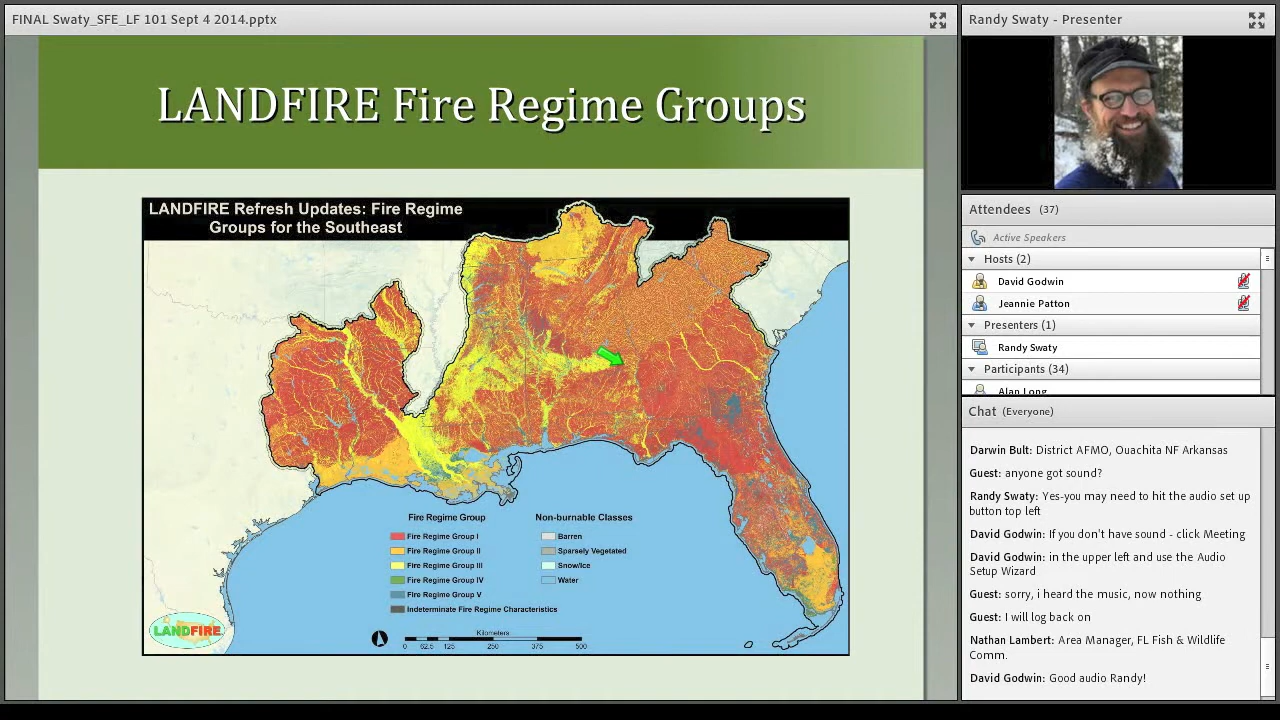 FINAL Swaty_SFE_LF 101 Sept 4 2014.pptx
LANDFIRE Fire Regime Groups
LANDFIRE Refresh Updates: Fire Regime
Groups for the Southeast
Fire Regime Group
Fire Regime Group I
Fire Regime Group II
Fire Regime Group III
Fire Regime Group IV
Fire Regime Group V
Indeterminate Fire Regime Characteristics
Non-burnable Classes
Barren
Sparsely Vegetated
Snow/Ice
Water
Kilometers
0 62.5 125 250 375 500
LANDFIRE
Randy Swaty - Presenter
Attendees (37)
Active Speakers
Hosts (2)
David Godwin
Jeannie Patton
Presenters (1)
Randy Swaty
Participants (34)
Alan Long
Chat (Everyone)
Darwin Bult: District AFMO, Ouachita NF Arkansas
Guest: anyone got sound?
Randy Swaty: Yes-you may need to hit the audio set up
button top left
David Godwin: If you don't have sound - click Meeting
David Godwin: in the upper left and use the Audio
Setup Wizard
Guest: sorry, i heard the music, now nothing
Guest: I will log back on
Nathan Lambert: Area Manager, FL Fish & Wildlife
Comm.
David Godwin: Good audio Randy!